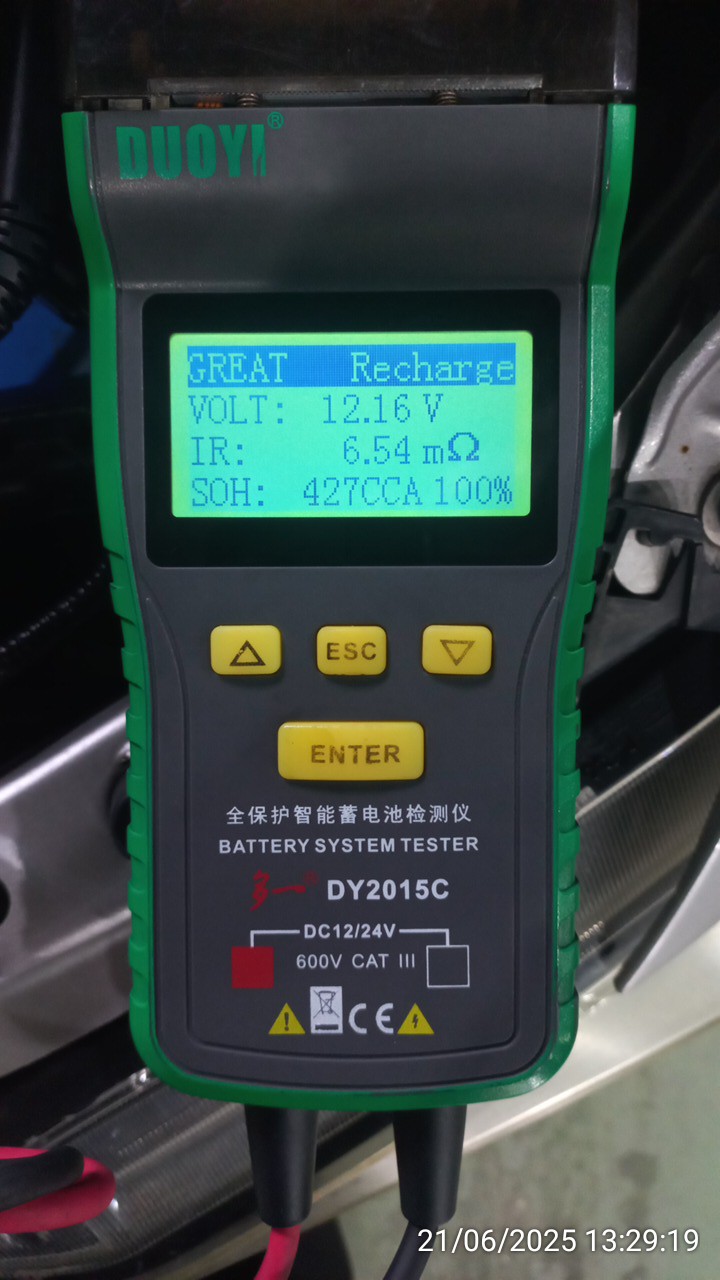 DUOYI®
GREAT Recharge
VOLT: 12.16 V
IR: 6.54 mΩ
SOH: 427CCA 100%
ESC
ENTER
全保护智能蓄电池检测仪
BATTERY SYSTEM TESTER
多一® DY2015C
DC12/24V
600V CAT III
CE
21/06/2025 13:29:19